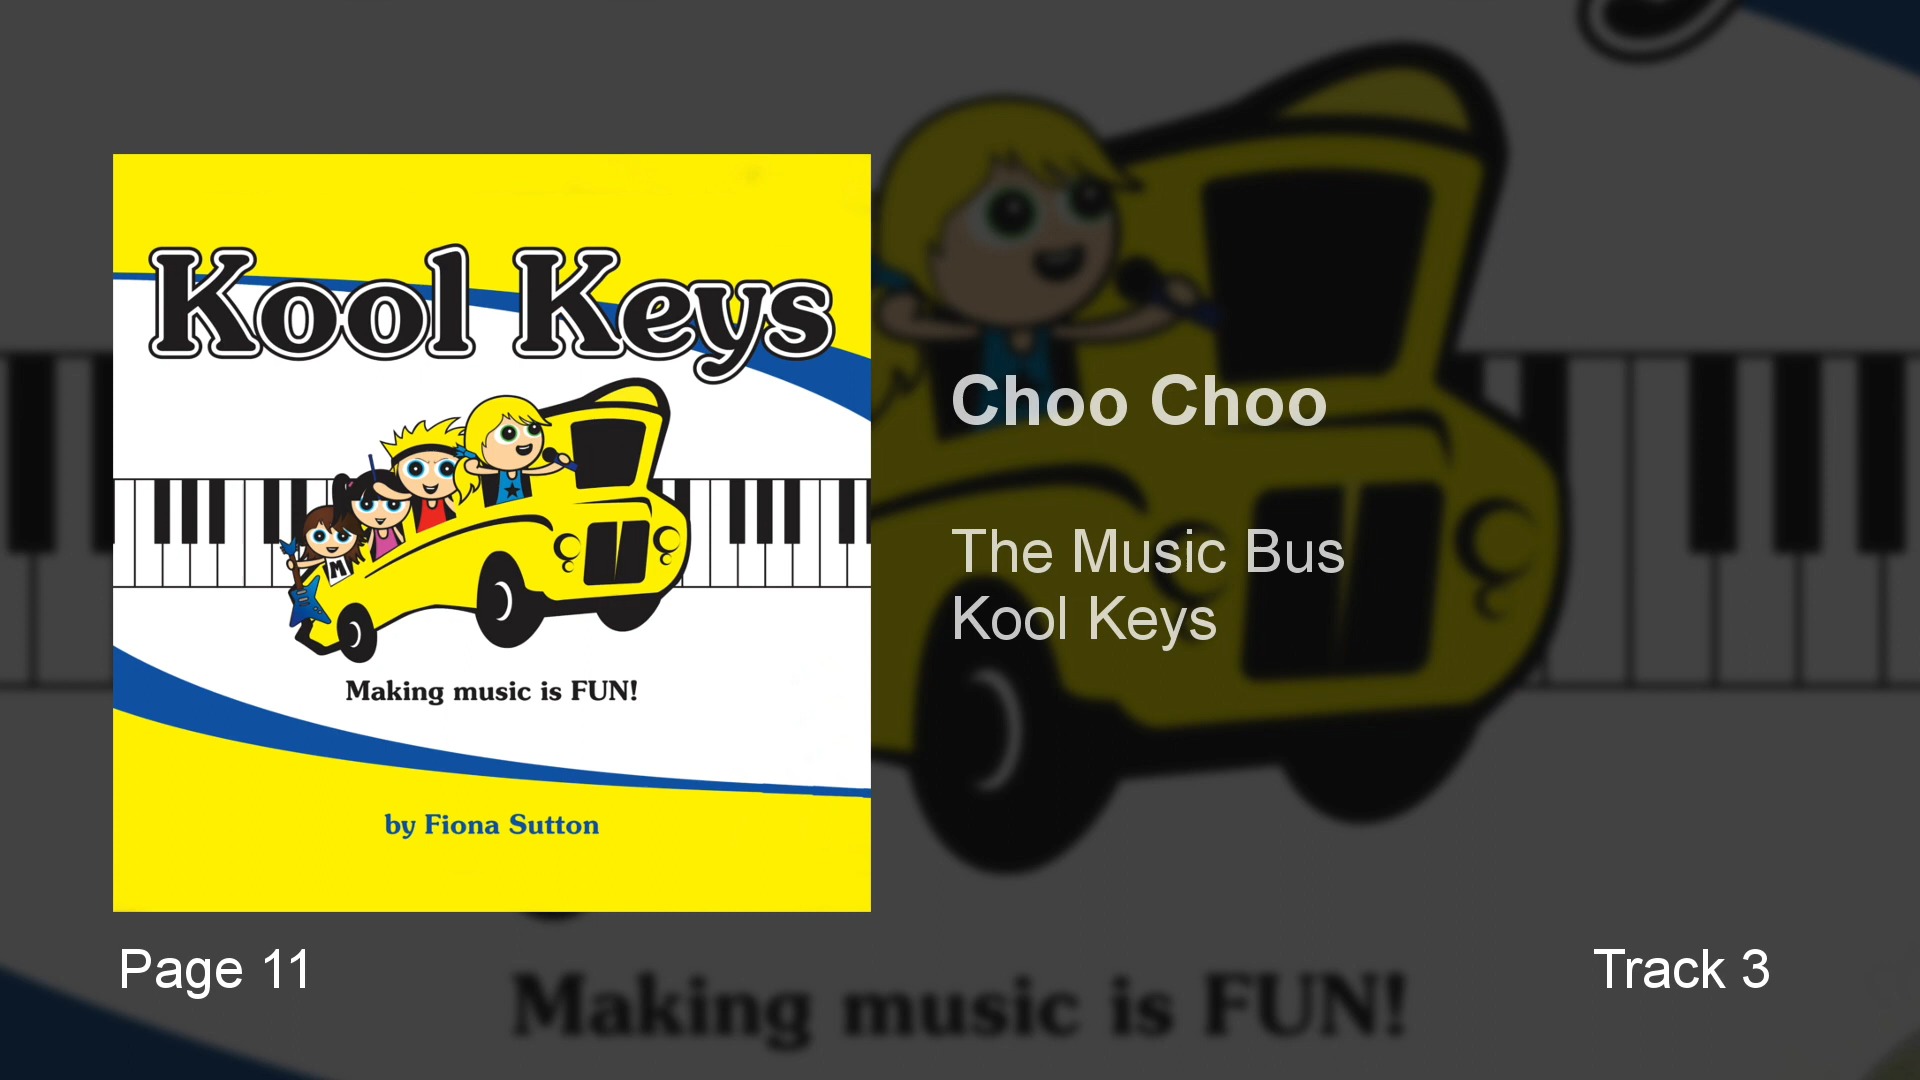 Kool Keys
M
Making music is FUN!
by Fiona Sutton
Choo Choo
The Music Bus
Kool Keys
Page 11
Track 3
Making music is FUN!